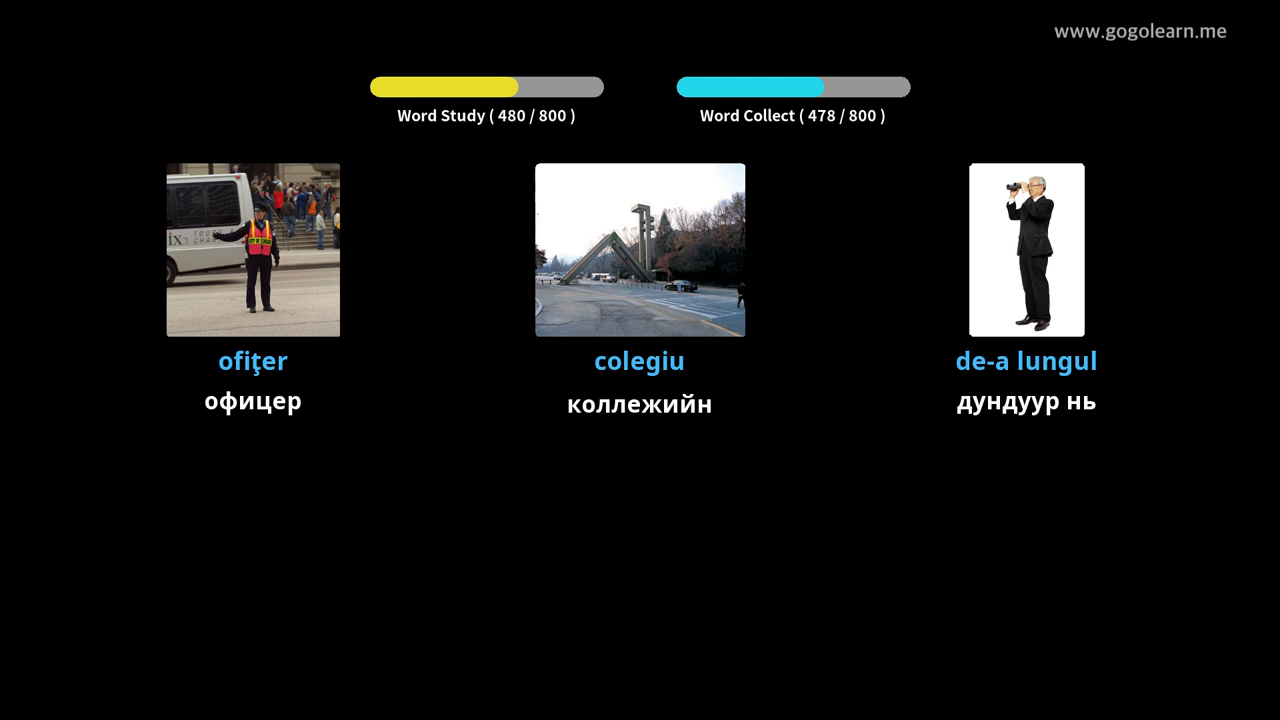 www.gogolearn.me
Word Study ( 480 / 800 )
Word Collect ( 478 / 800 )
ofiţer
colegiu
de-a lungul
офицер
коллежийн
дундуур нь